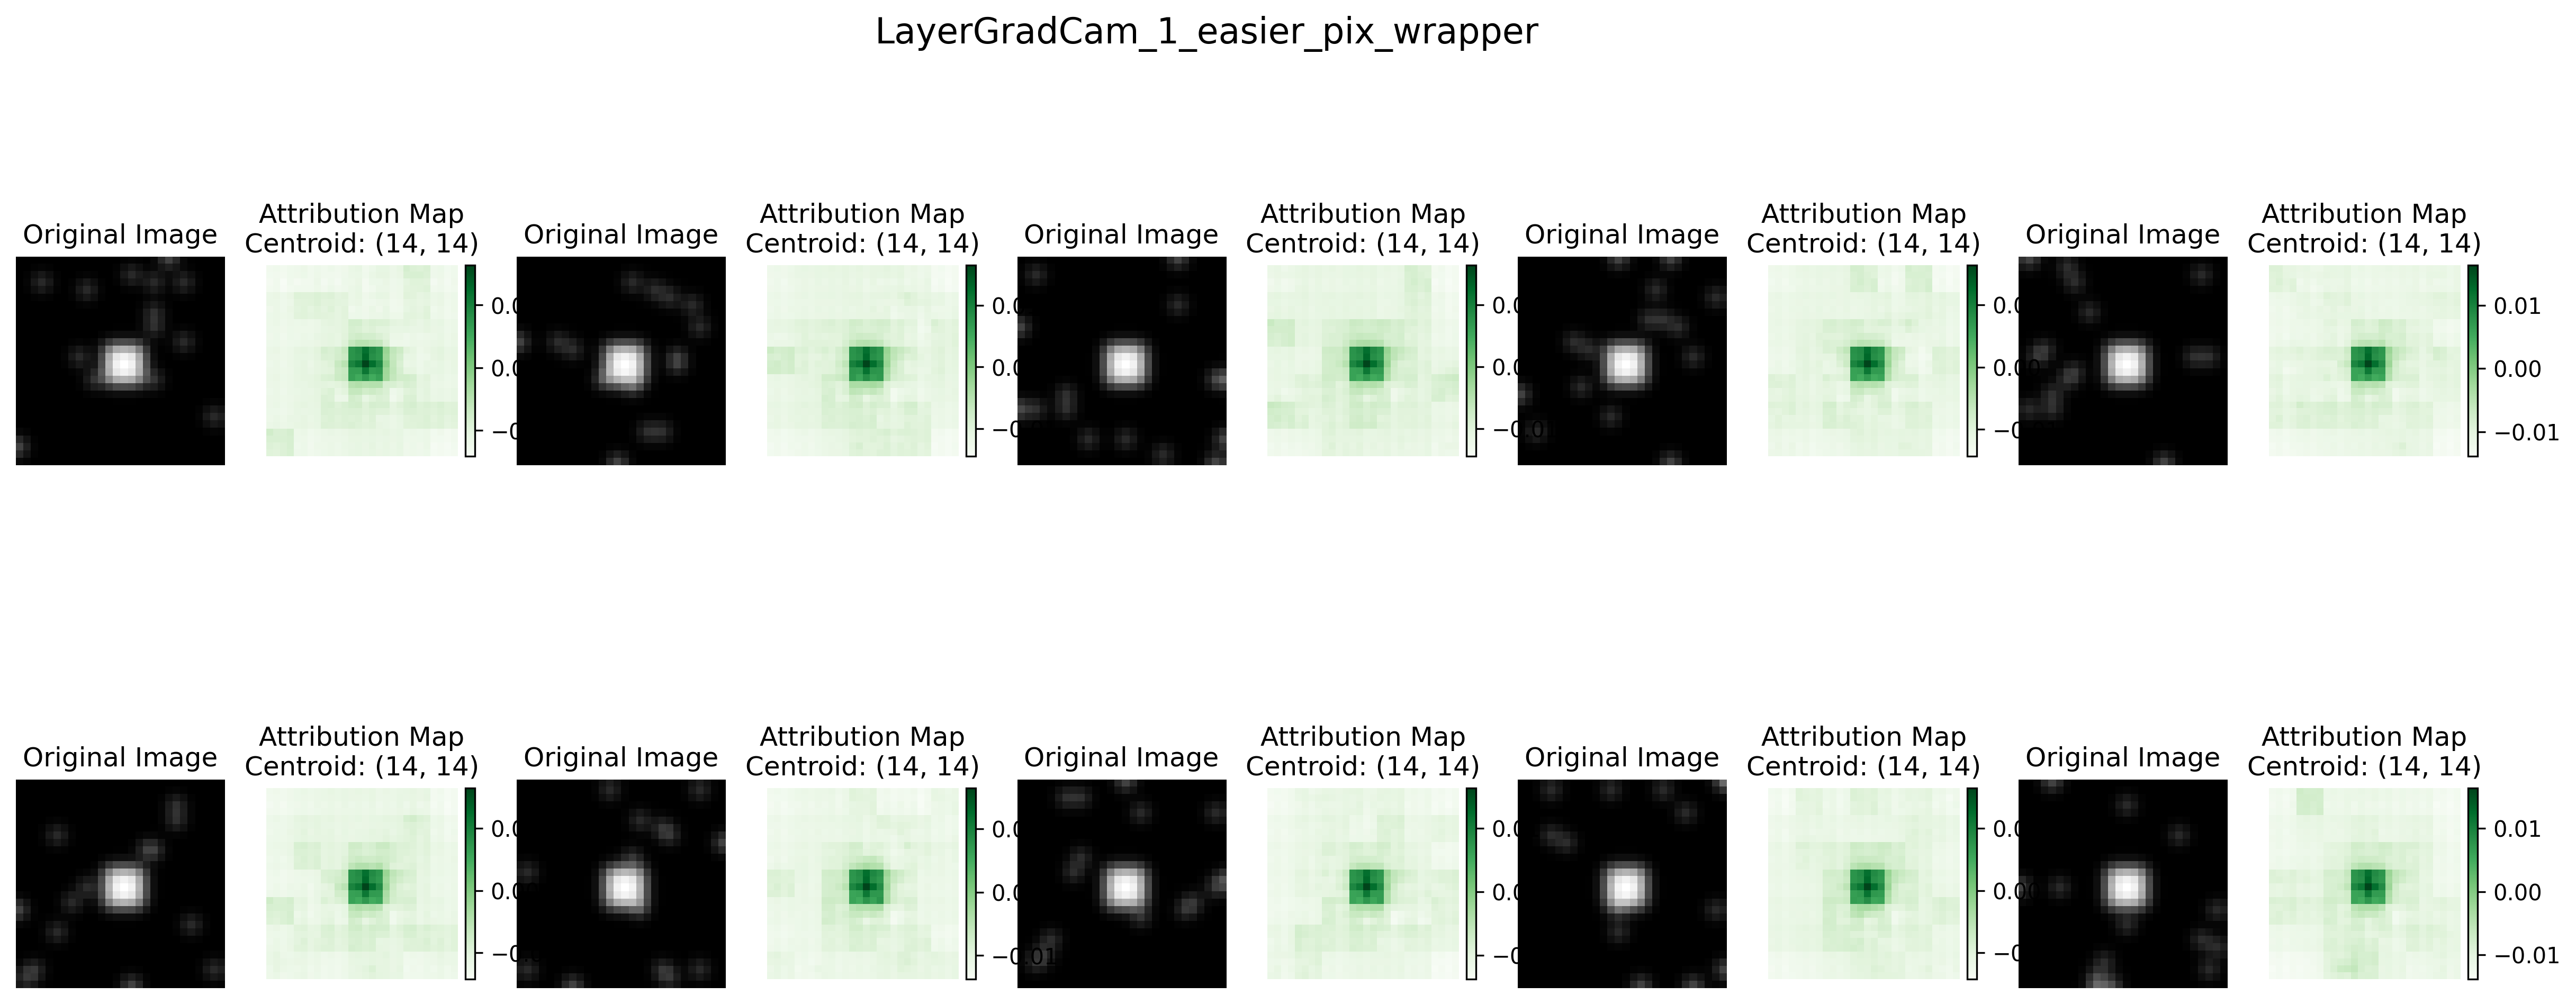 LayerGradCam_1_easier_pix_wrapper
Original Image
Attribution Map
Centroid: (14, 14)
Original Image
Attribution Map
Centroid: (14, 14)
Original Image
Attribution Map
Centroid: (14, 14)
Original Image
Attribution Map
Centroid: (14, 14)
Original Image
Attribution Map
Centroid: (14, 14)
0.01
0.00
−0.01
Original Image
Attribution Map
Centroid: (14, 14)
Original Image
Attribution Map
Centroid: (14, 14)
−0.01
Original Image
Attribution Map
Centroid: (14, 14)
Original Image
Attribution Map
Centroid: (14, 14)
0.00
Original Image
Attribution Map
Centroid: (14, 14)
0.01
0.00
−0.01